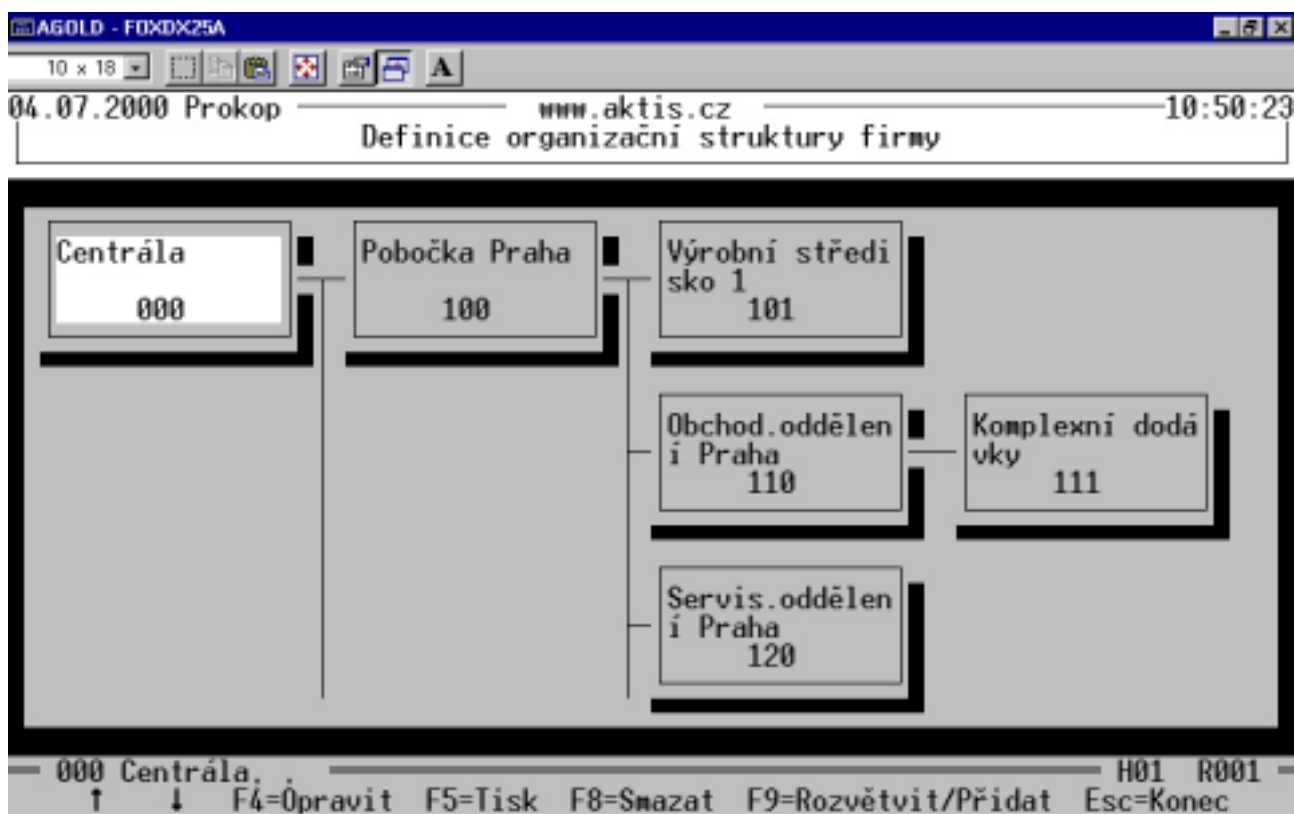 AGOLD - FOXDX25A
10 x 18
A
04.07.2000 Prokop www.aktis.cz 10:50:23
Definice organizační struktury firmy
Centrála
000
Pobočka Praha
100
Výrobní středi
sko 1
101
Obchod.oddělen
í Praha
110
Komplexní dodá
vky
111
Servis.oddělen
í Praha
120
000 Centrála. . H01 R001
↑ ↓ F4=Opravit F5=Tisk F8=Smazat F9=Rozvětvit/Přidat Esc=Konec